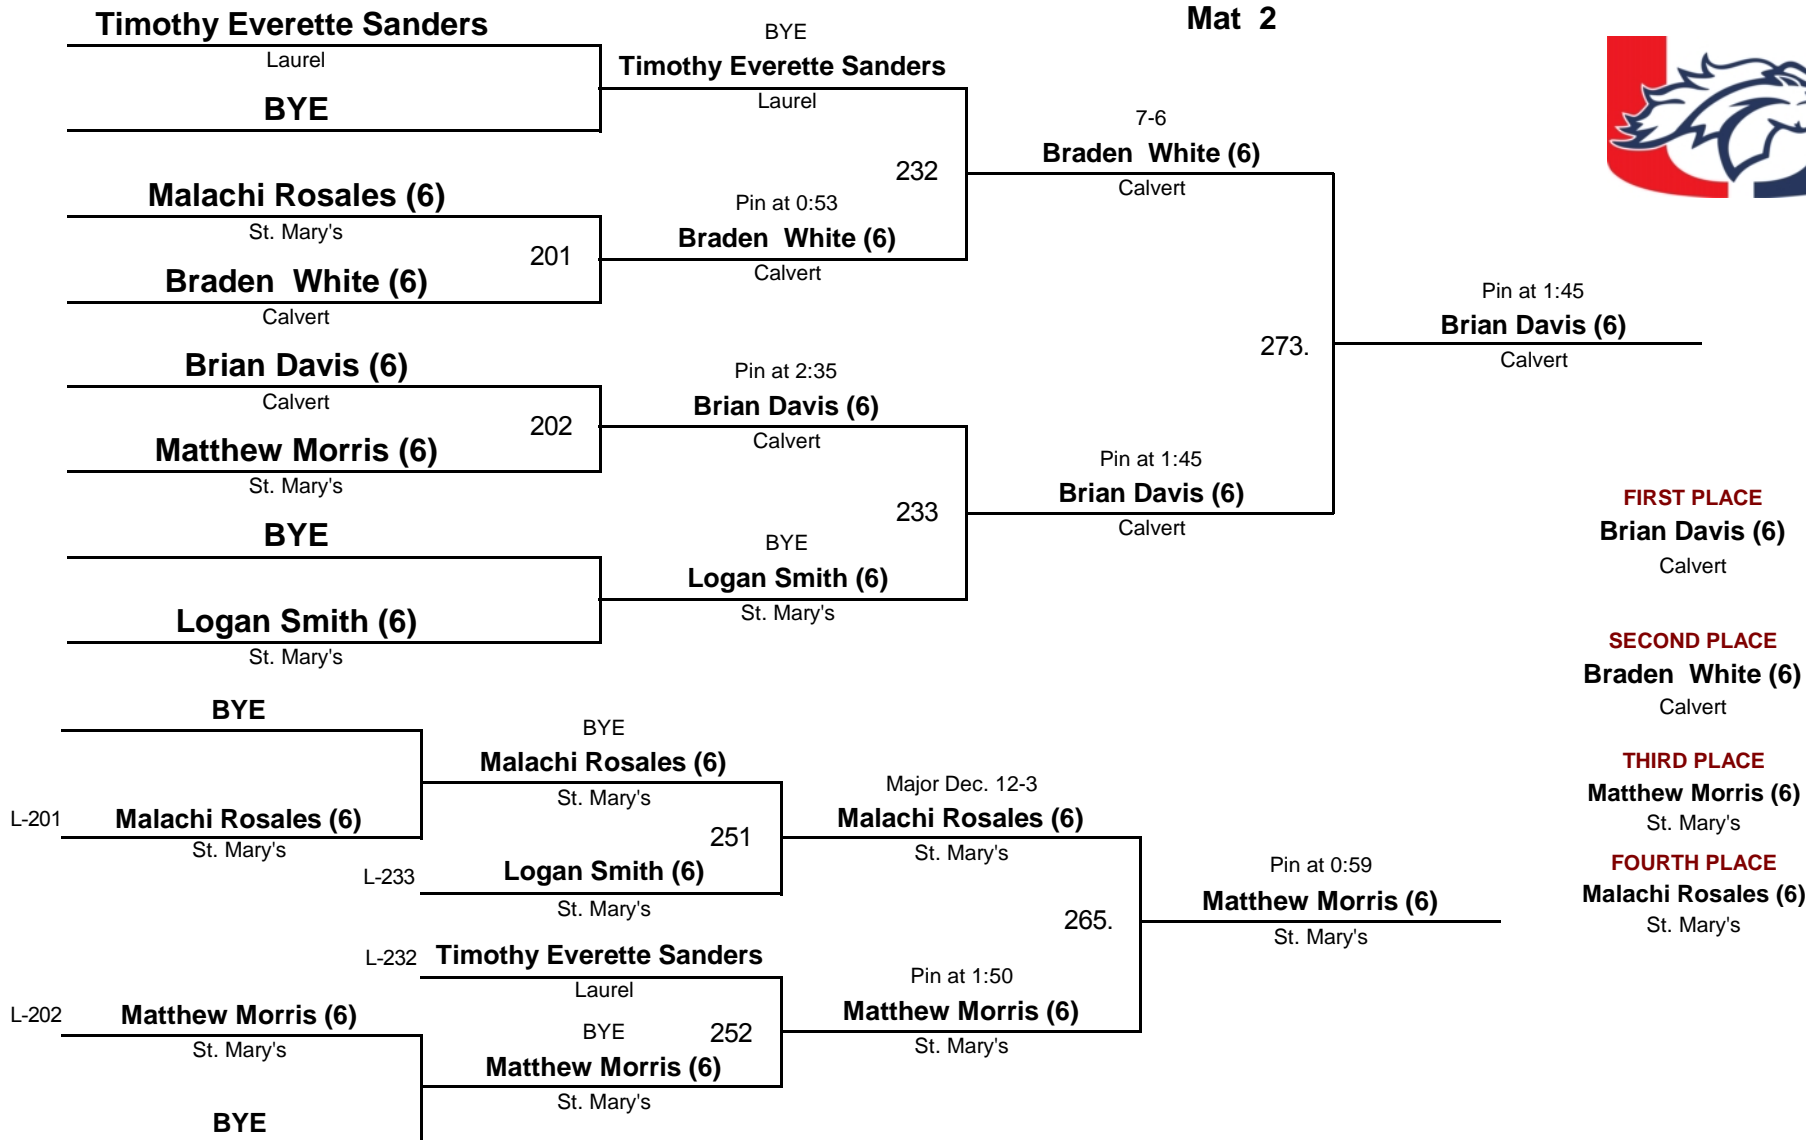 Timothy Everette Sanders
Laurel
BYE
Malachi Rosales (6)
St. Mary's
201
Braden White (6)
Calvert
Brian Davis (6)
Calvert
202
Matthew Morris (6)
St. Mary's
BYE
Logan Smith (6)
St. Mary's
BYE
Timothy Everette Sanders
Laurel
232
Pin at 0:53
Braden White (6)
Calvert
Pin at 2:35
Brian Davis (6)
Calvert
233
BYE
Logan Smith (6)
St. Mary's
Mat 2
7-6
Braden White (6)
Calvert
273.
Pin at 1:45
Brian Davis (6)
Calvert
Pin at 1:45
Brian Davis (6)
Calvert
FIRST PLACE
Brian Davis (6)
Calvert
SECOND PLACE
Braden White (6)
Calvert
THIRD PLACE
Matthew Morris (6)
St. Mary's
FOURTH PLACE
Malachi Rosales (6)
St. Mary's
BYE
L-201 Malachi Rosales (6)
St. Mary's
BYE
Malachi Rosales (6)
St. Mary's
251
L-233 Logan Smith (6)
St. Mary's
L-232 Timothy Everette Sanders
Laurel
L-202 Matthew Morris (6)
St. Mary's
BYE
BYE
252
Matthew Morris (6)
St. Mary's
Major Dec. 12-3
Malachi Rosales (6)
St. Mary's
265.
Pin at 1:50
Matthew Morris (6)
St. Mary's
Pin at 0:59
Matthew Morris (6)
St. Mary's